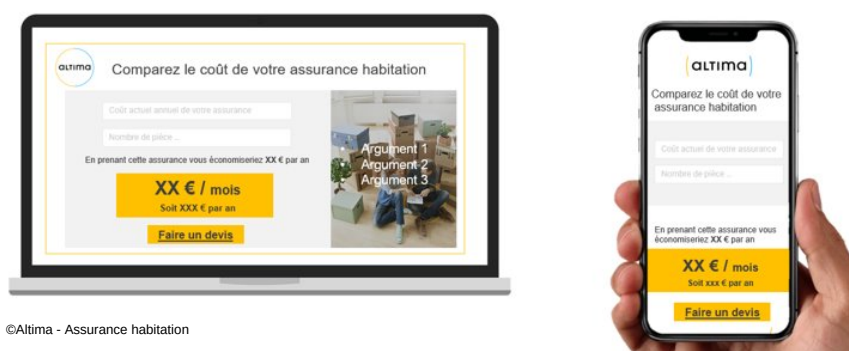 ALTIMA
Comparez le coût de votre assurance habitation
Coût actuel annuel de votre assurance
Nombre de pièce ...
En prenant cette assurance vous économiseriez XX € par an
XX € / mois
Soit XXX € par an
Faire un devis
Argument 1
Argument 2
Argument 3
(ALTIMA)
Comparez le coût de votre
assurance habitation
Coût actuel de votre assurance
Nombre de pièce ...
En prenant cette assurance vous
économiseriez XX € par an
XX € / mois
Soit xxx € par an
Faire un devis
©Altima - Assurance habitation